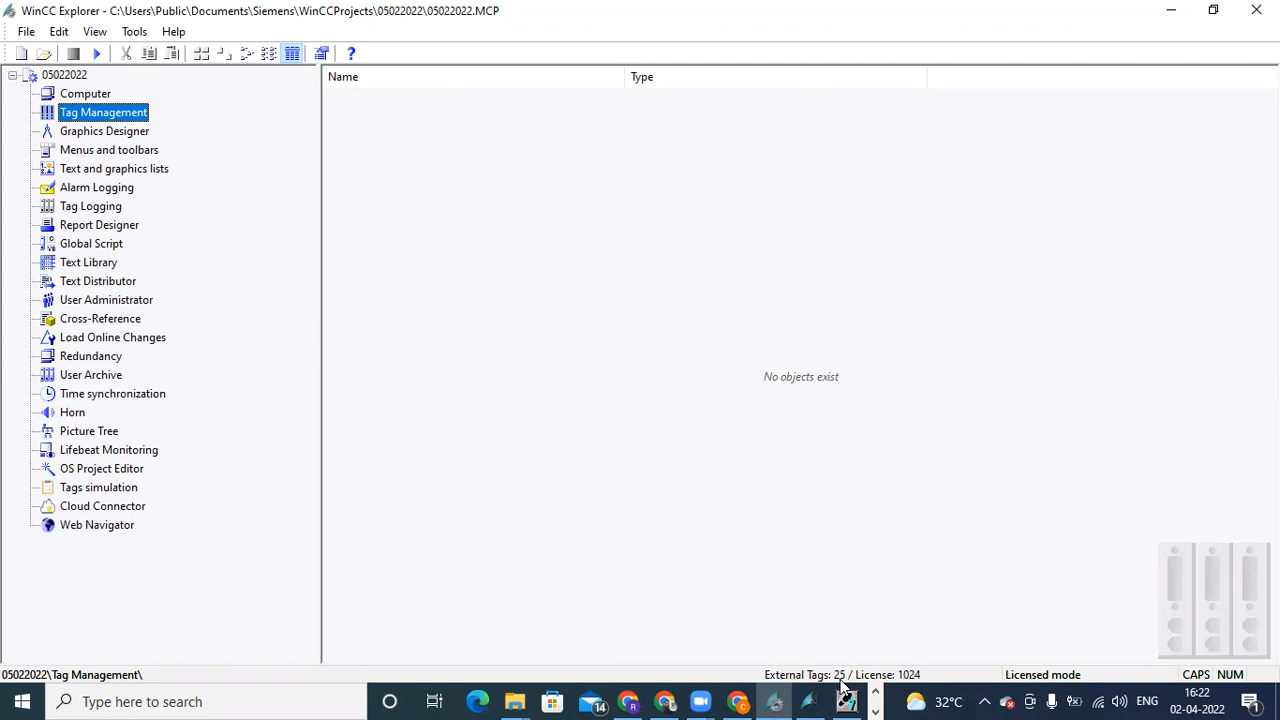 WinCC Explorer - C:\Users\Public\Documents\Siemens\WinCCProjects\05022022\05022022.MCP
File Edit View Tools Help
05022022
Computer
Tag Management
Graphics Designer
Menus and toolbars
Text and graphics lists
Alarm Logging
Tag Logging
Report Designer
Global Script
Text Library
Text Distributor
User Administrator
Cross-Reference
Load Online Changes
Redundancy
User Archive
Time synchronization
Horn
Picture Tree
Lifebeat Monitoring
OS Project Editor
Tags simulation
Cloud Connector
Web Navigator
Name Type
No objects exist
05022022\Tag Management\ External Tags: 25 / License: 1024 Licensed mode CAPS NUM
Type here to search 14 32°C ENG 16:22 02-04-2022 1